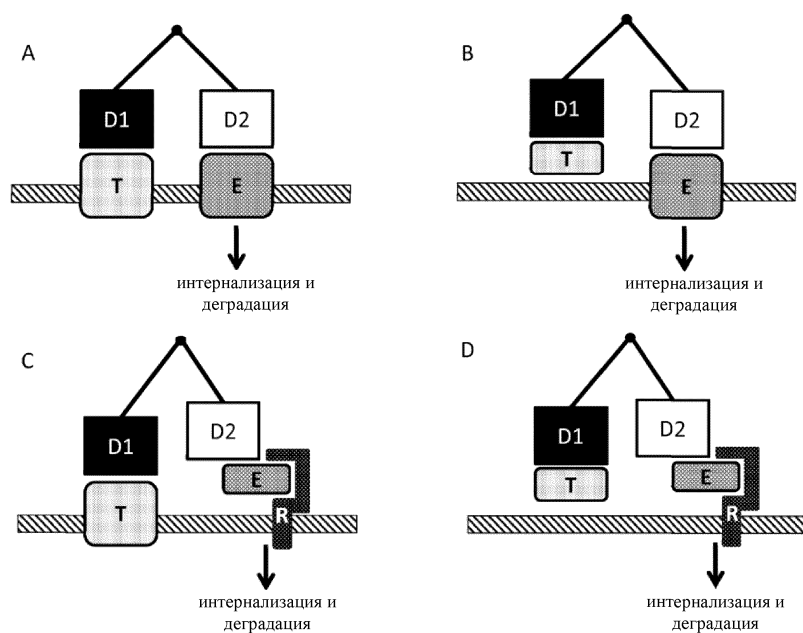 A
D1
D2
T
E
интернализация и
деградация
B
D1
D2
T
E
интернализация и
деградация
C
D1
D2
T
E
R
интернализация и
деградация
D
D1
D2
T
E
R
интернализация и
деградация